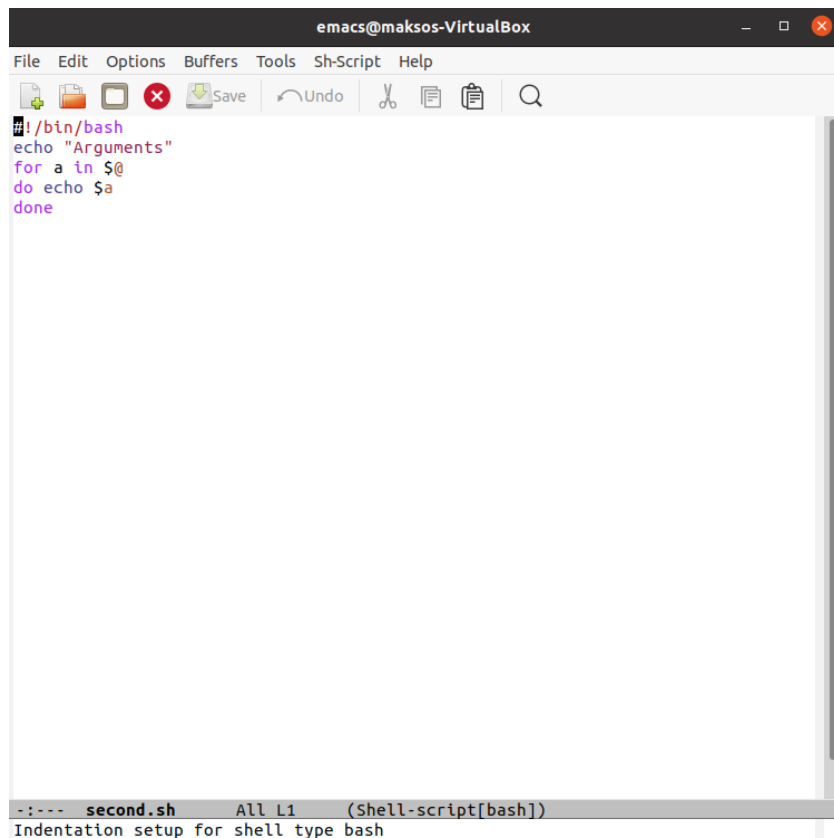 emacs@maksos-VirtualBox
File Edit Options Buffers Tools Sh-Script Help
Save Undo
#!/bin/bash
echo "Arguments"
for a in $@
do echo $a
done
-:--- second.sh All L1 (Shell-script[bash])
Indentation setup for shell type bash